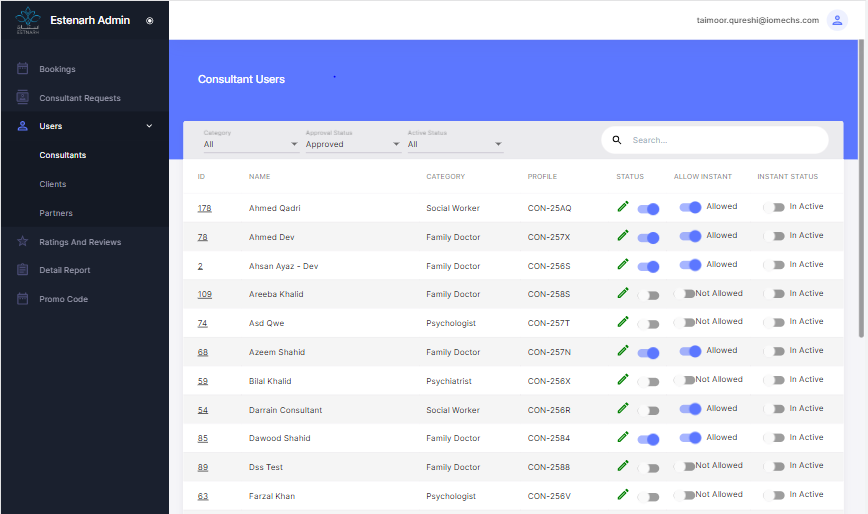 Estenarh Admin
taimoor.qureshi@iomechs.com
ESTENARH
Bookings
Consultant Requests
Users
Consultants
Clients
Partners
Ratings And Reviews
Detail Report
Promo Code
Consultant Users
Category Approval Status Active Status
All Approved All Search...
ID NAME CATEGORY PROFILE STATUS ALLOW INSTANT INSTANT STATUS
178 Ahmed Qadri Social Worker CON-25AQ Allowed In Active
78 Ahmed Dev Family Doctor CON-257X Allowed In Active
2 Ahsan Ayaz - Dev Family Doctor CON-256S Allowed In Active
109 Areeba Khalid Family Doctor CON-258S Not Allowed In Active
74 Asd Qwe Psychologist CON-257T Not Allowed In Active
68 Azeem Shahid Family Doctor CON-257N Allowed In Active
59 Bilal Khalid Psychiatrist CON-256X Not Allowed In Active
54 Darrain Consultant Social Worker CON-256R Allowed In Active
85 Dawood Shahid Family Doctor CON-2584 Allowed In Active
89 Dss Test Family Doctor CON-2588 Not Allowed In Active
63 Farzal Khan Psychologist CON-256V Not Allowed In Active